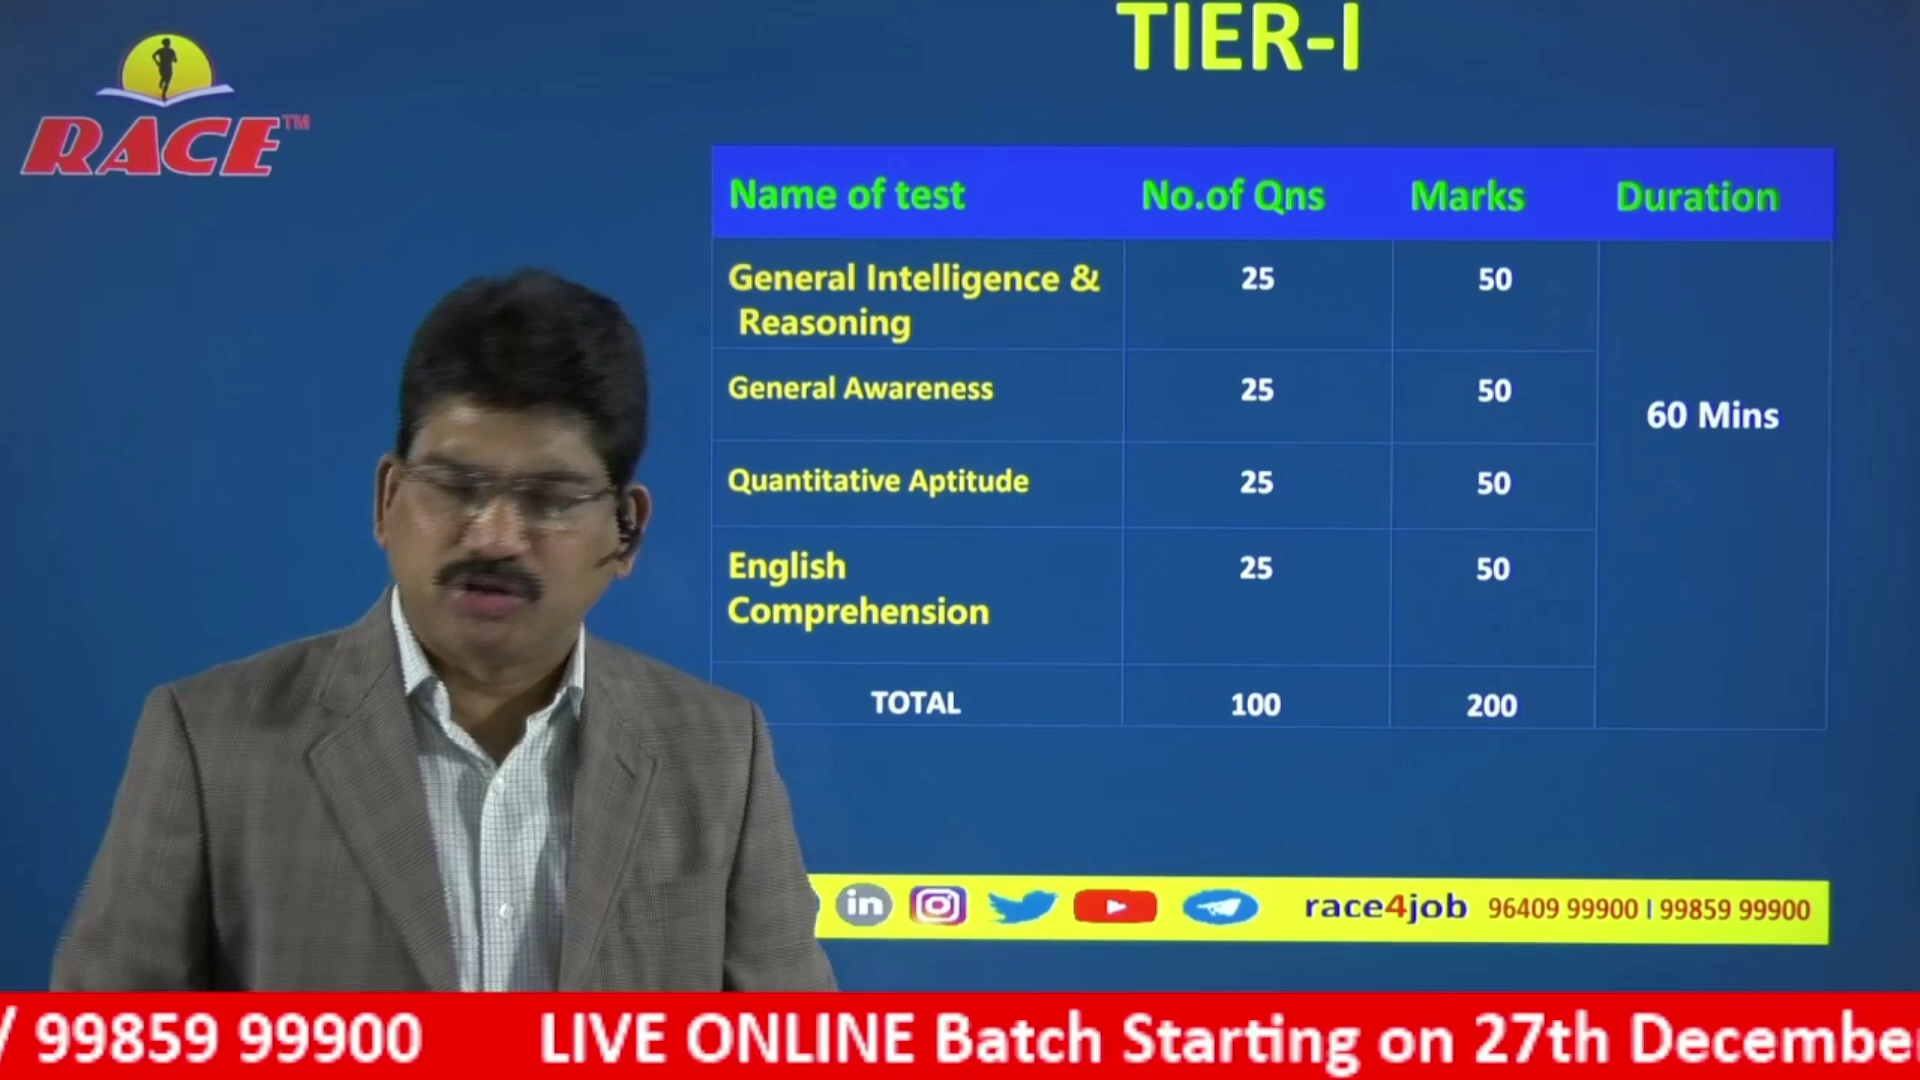 TIER-I
RACE™
Name of test No.of Qns Marks Duration
General Intelligence & 25 50
Reasoning
General Awareness 25 50
60 Mins
Quantitative Aptitude 25 50
English 25 50
Comprehension
TOTAL 100 200
in race4job 96409 99900 I 99859 99900
/ 99859 99900 LIVE ONLINE Batch Starting on 27th December